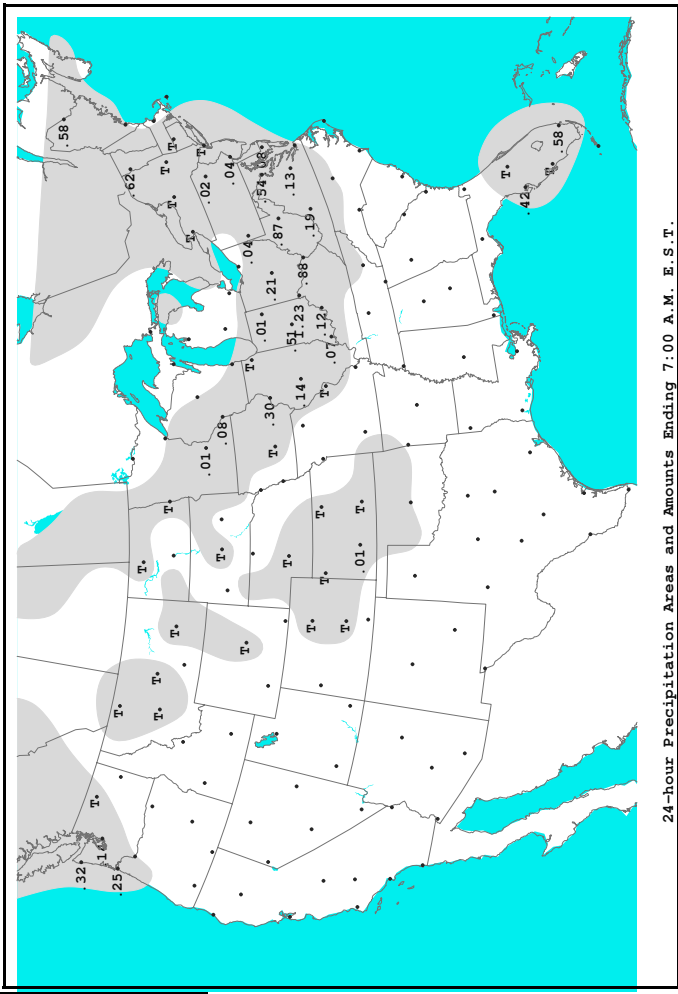 .58
.32
T
.25
T
.62
T
T
T
T
T
T
T
T
T
T
.01
.02
T
.08
.04
T
.04
T
.01
.54
.30
.21
T
.87
T
.13
.51
1.23
.14
.88
.19
T
.12
T
T
T
.07
T
.01
T
T
.42
T
.58
24-hour Precipitation Areas and Amounts Ending 7:00 A.M. E.S.T.